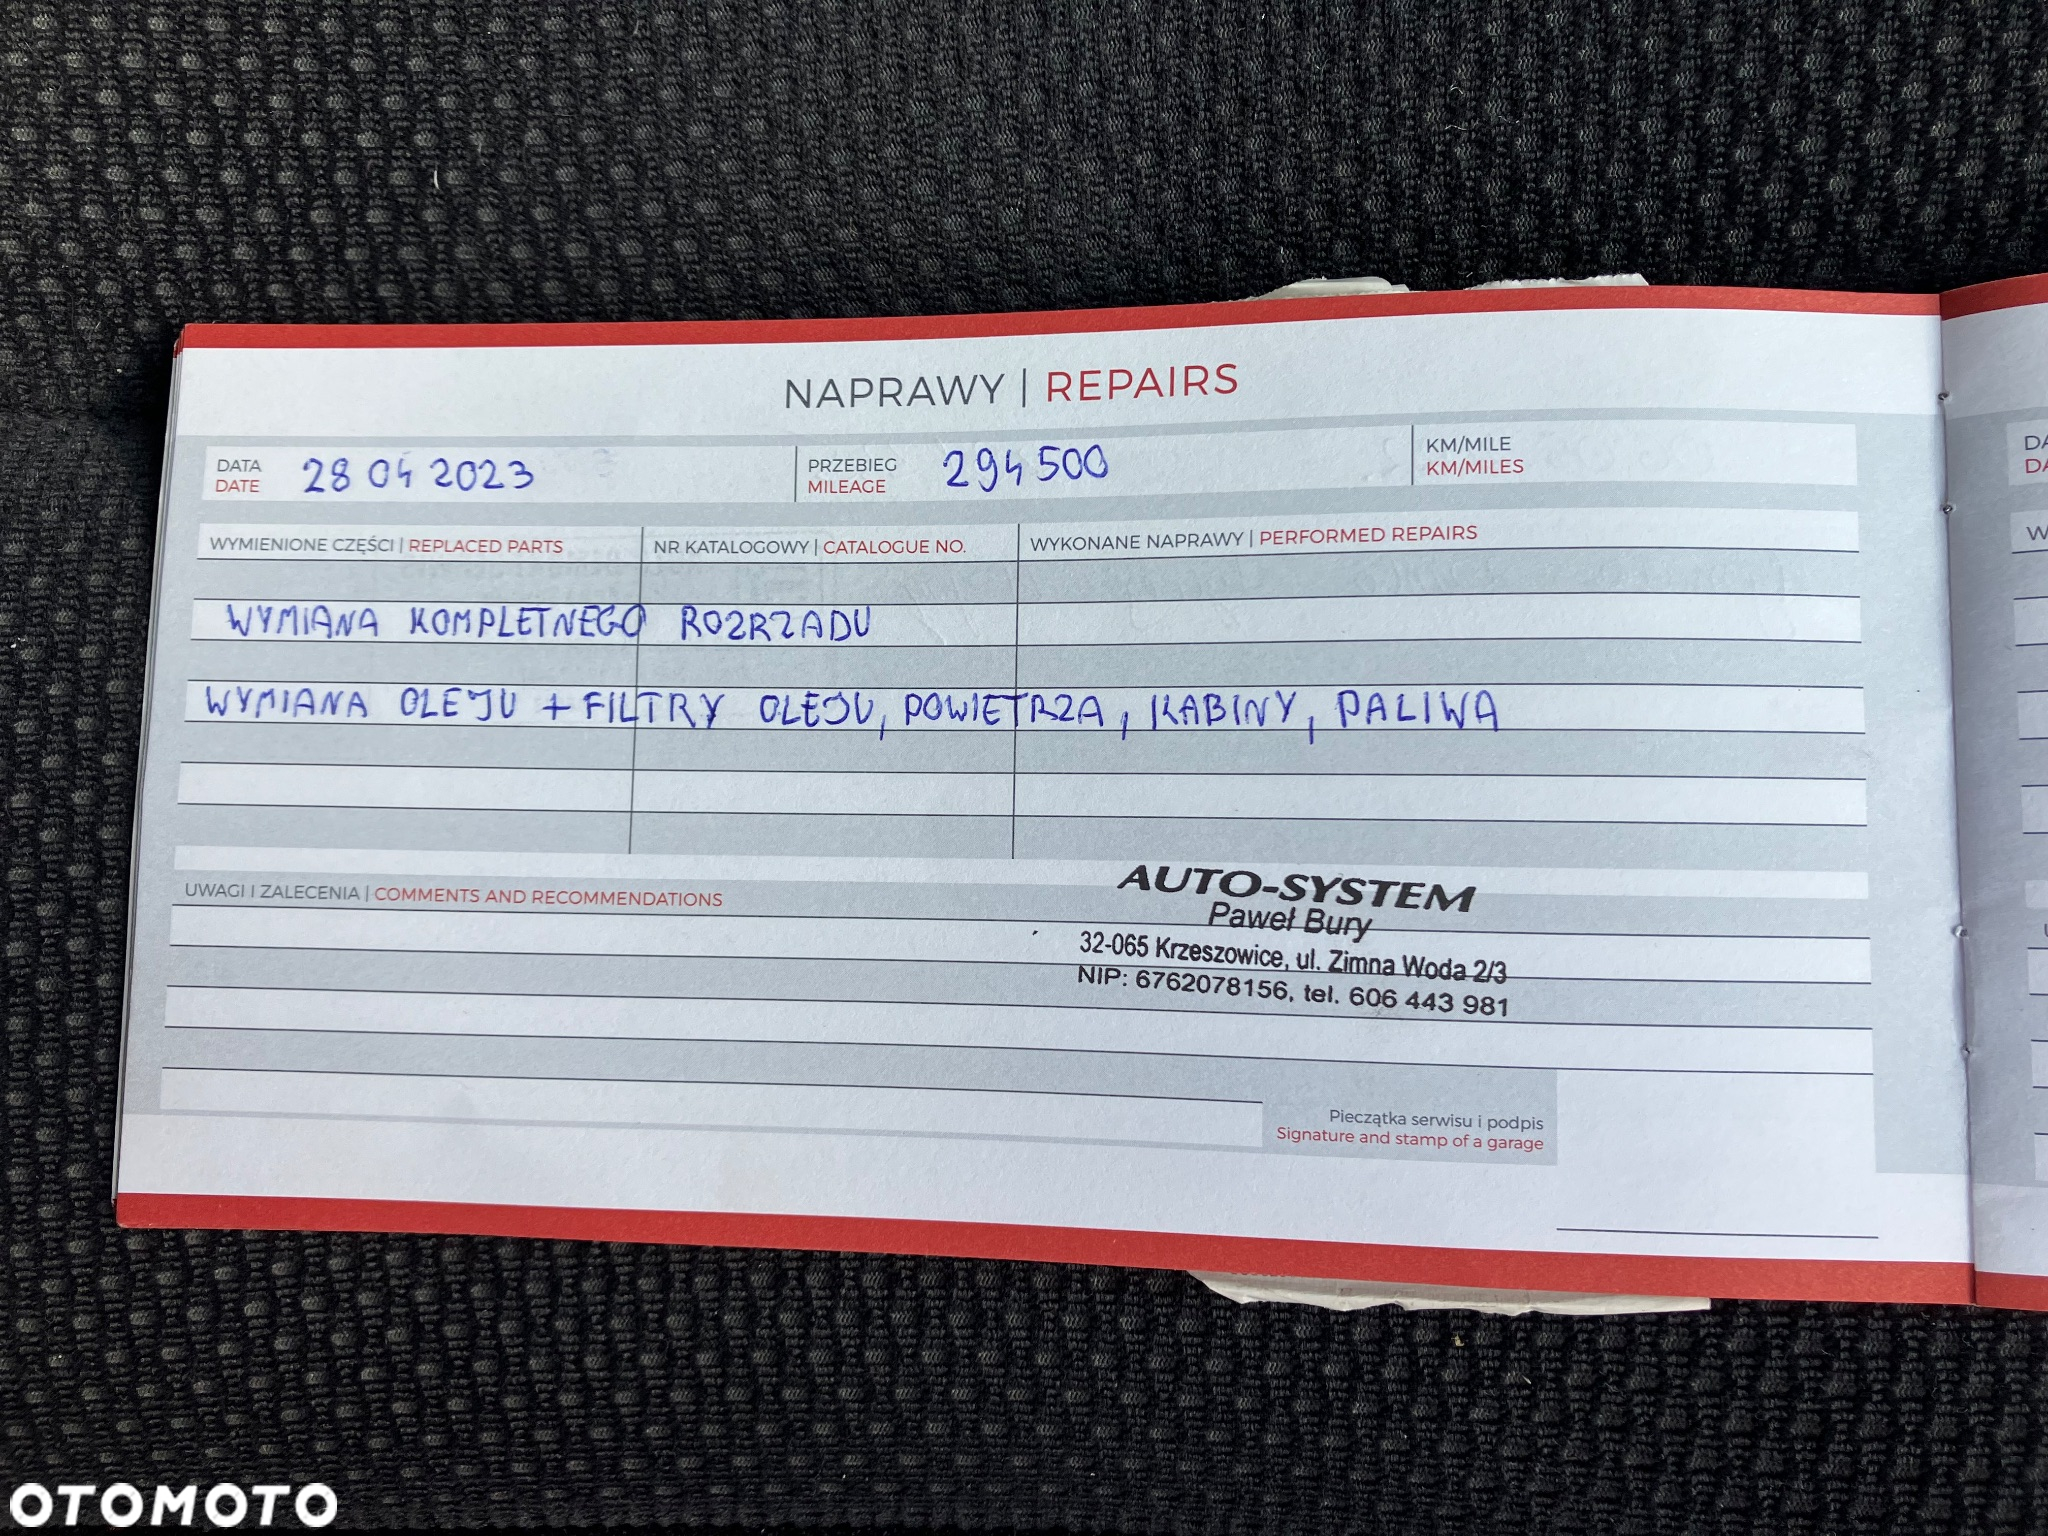 NAPRAWY | REPAIRS
DATA
DATE
28 04 2023
PRZEBIEG
MILEAGE
294 500
KM/MILE
KM/MILES
WYMIENIONE CZĘŚCI | REPLACED PARTS
NR KATALOGOWY | CATALOGUE NO.
WYKONANE NAPRAWY | PERFORMED REPAIRS
WYMIANA KOMPLETNEGO ROZRZADU
WYMIANA OLEJU + FILTRY OLEJU, POWIETRZA, KABINY, PALIWA
UWAGI I ZALECENIA | COMMENTS AND RECOMMENDATIONS
AUTO-SYSTEM
Paweł Bury
32-065 Krzeszowice, ul. Zimna Woda 2/3
NIP: 6762078156, tel. 606 443 981
Pieczątka serwisu i podpis
Signature and stamp of a garage
OTOMOTO